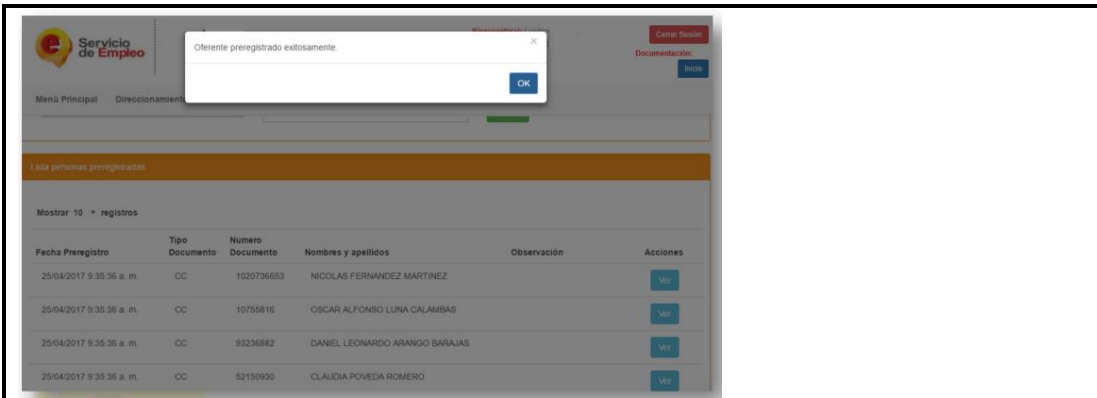 Servicio
de Empleo
Oferente preregistrado exitosamente.
×
OK
Cerrar Sesión
Documentación:
Inicio
Menú Principal Direccionamient
Lista personas preregistradas
Mostrar 10 registros
Fecha Preregistro Tipo Documento Numero Documento Nombres y apellidos Observación Acciones
25/04/2017 9:35:36 a. m. CC 1020736653 NICOLAS FERNANDEZ MARTINEZ Ver
25/04/2017 9:35:36 a. m. CC 10755816 OSCAR ALFONSO LUNA CALAMBAS Ver
25/04/2017 9:35:36 a. m. CC 93236882 DANIEL LEONARDO ARANGO BARAJAS Ver
25/04/2017 9:35:36 a. m. CC 52150930 CLAUDIA POVEDA ROMERO Ver